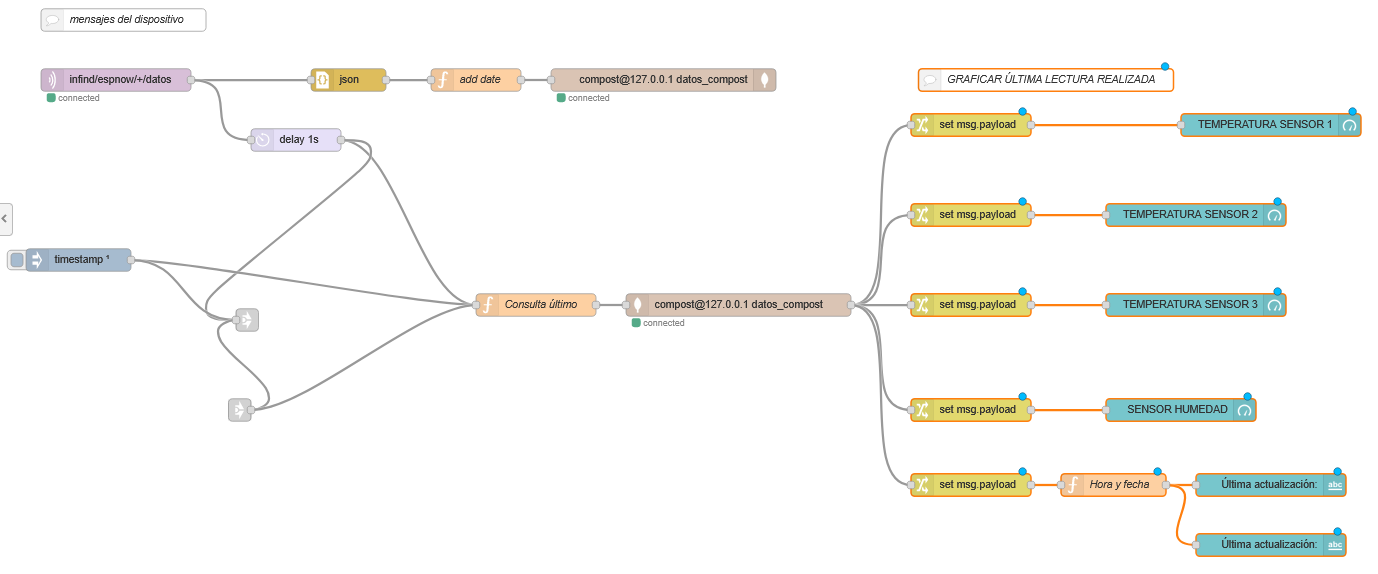 mensajes del dispositivo
infind/espnow/+/datos
connected
json
add date
compost@127.0.0.1 datos_compost
connected
delay 1s
timestamp ¹
Consulta último
compost@127.0.0.1 datos_compost
connected
GRAFICAR ÚLTIMA LECTURA REALIZADA
set msg.payload
TEMPERATURA SENSOR 1
set msg.payload
TEMPERATURA SENSOR 2
set msg.payload
TEMPERATURA SENSOR 3
set msg.payload
SENSOR HUMEDAD
set msg.payload
Hora y fecha
Última actualización:
abc
Última actualización:
abc